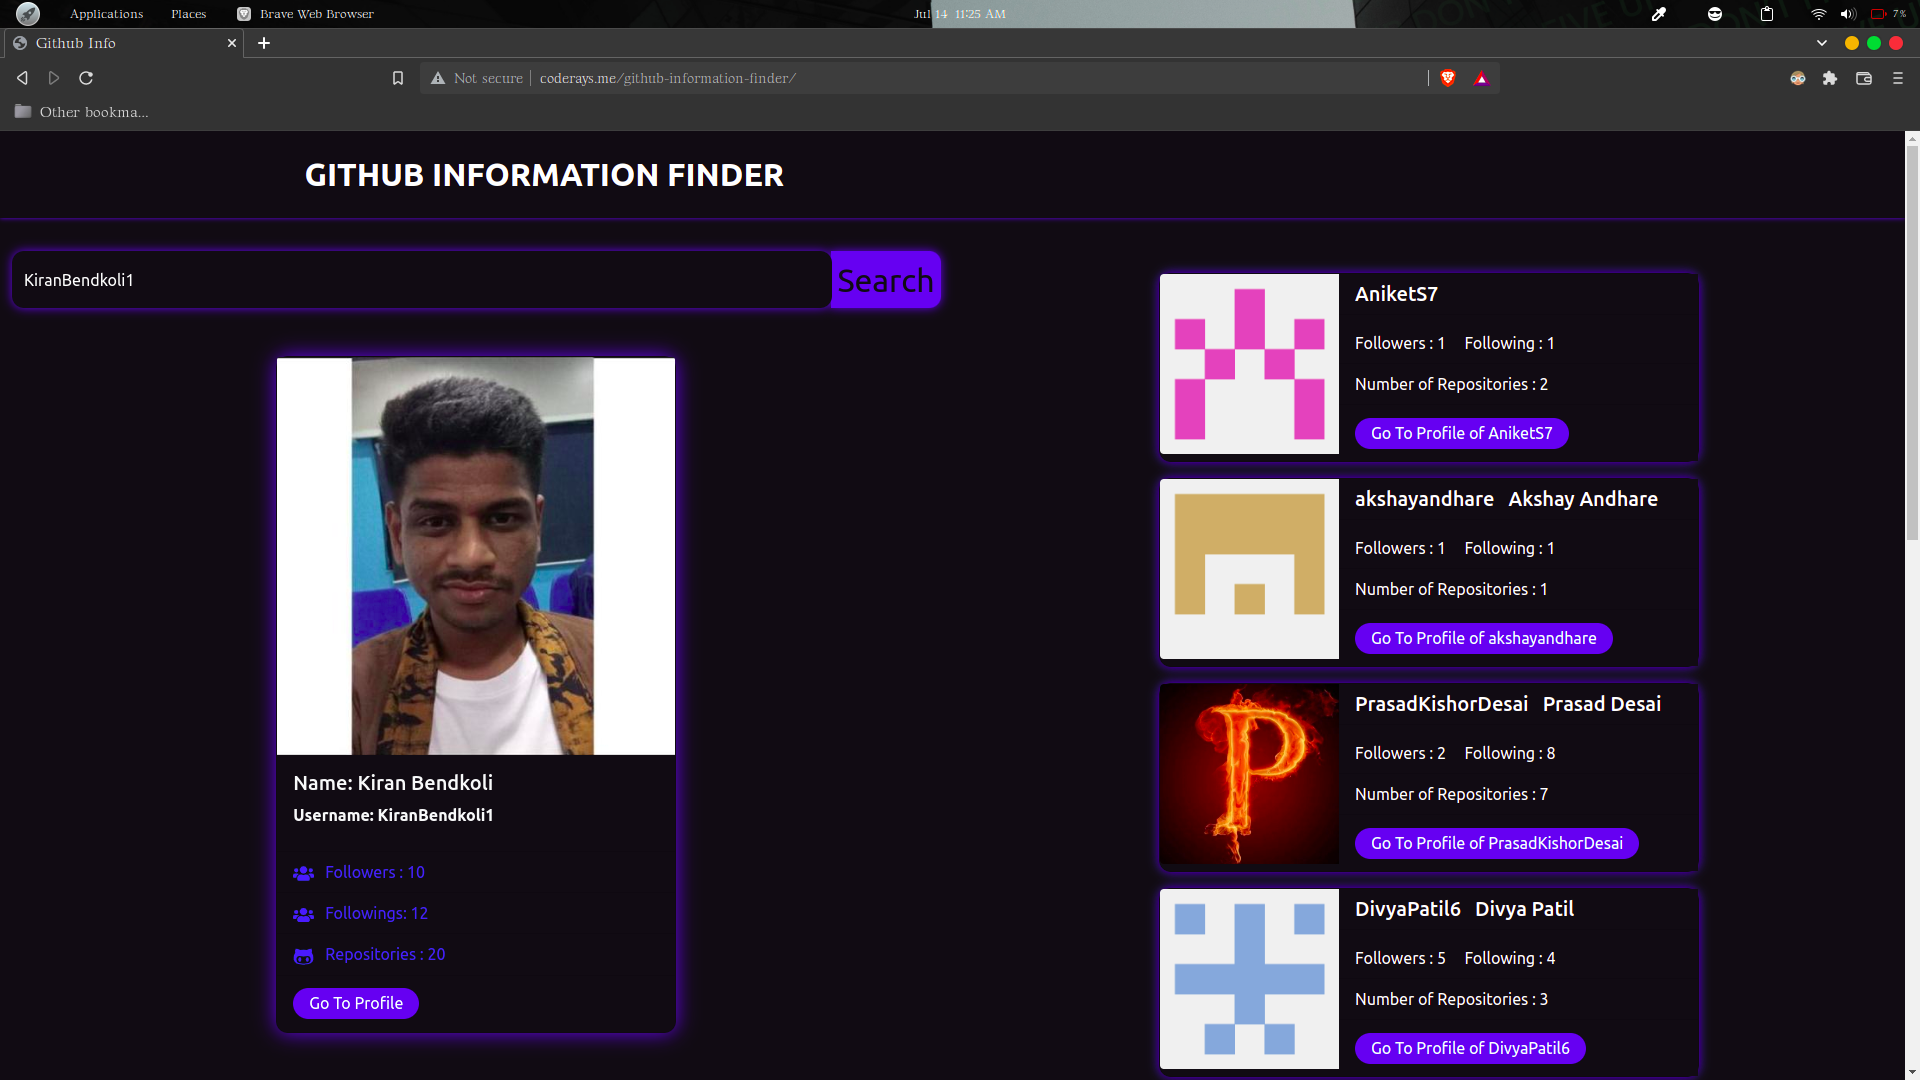 Applications Places Brave Web Browser Jul 14 11:25 AM 7%
Github Info
Not secure coderays.me/github-information-finder/
Other bookma...
GITHUB INFORMATION FINDER
KiranBendkoli1 Search
Name: Kiran Bendkoli
Username: KiranBendkoli1
Followers : 10
Followings: 12
Repositories : 20
Go To Profile
AniketS7
Followers : 1 Following : 1
Number of Repositories : 2
Go To Profile of AniketS7
akshayandhare Akshay Andhare
Followers : 1 Following : 1
Number of Repositories : 1
Go To Profile of akshayandhare
P
PrasadKishorDesai Prasad Desai
Followers : 2 Following : 8
Number of Repositories : 7
Go To Profile of PrasadKishorDesai
DivyaPatil6 Divya Patil
Followers : 5 Following : 4
Number of Repositories : 3
Go To Profile of DivyaPatil6